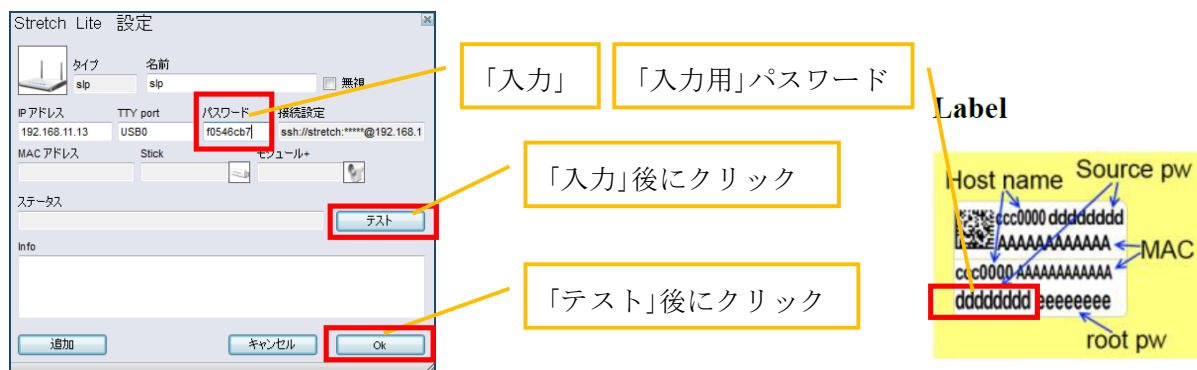 Stretch Lite 設定
タイプ
名前
slp
slp
無視
IPアドレス
TTY port
パスワード
接続設定
192.168.11.13
USB0
f0546cb7
ssh://stretch:*****@192.168.1
MAC アドレス
Stick
モジュール+
ステータス
テスト
Info
追加
キャンセル
Ok
「入力」
「入力用」パスワード
「入力」後にクリック
「テスト」後にクリック
Label
Host name
Source pw
ccc0000 dddddddd
AAAAAAAAAAAA
MAC
ccc0000 AAAAAAAAAAAA
dddddddd eeeeeeee
root pw